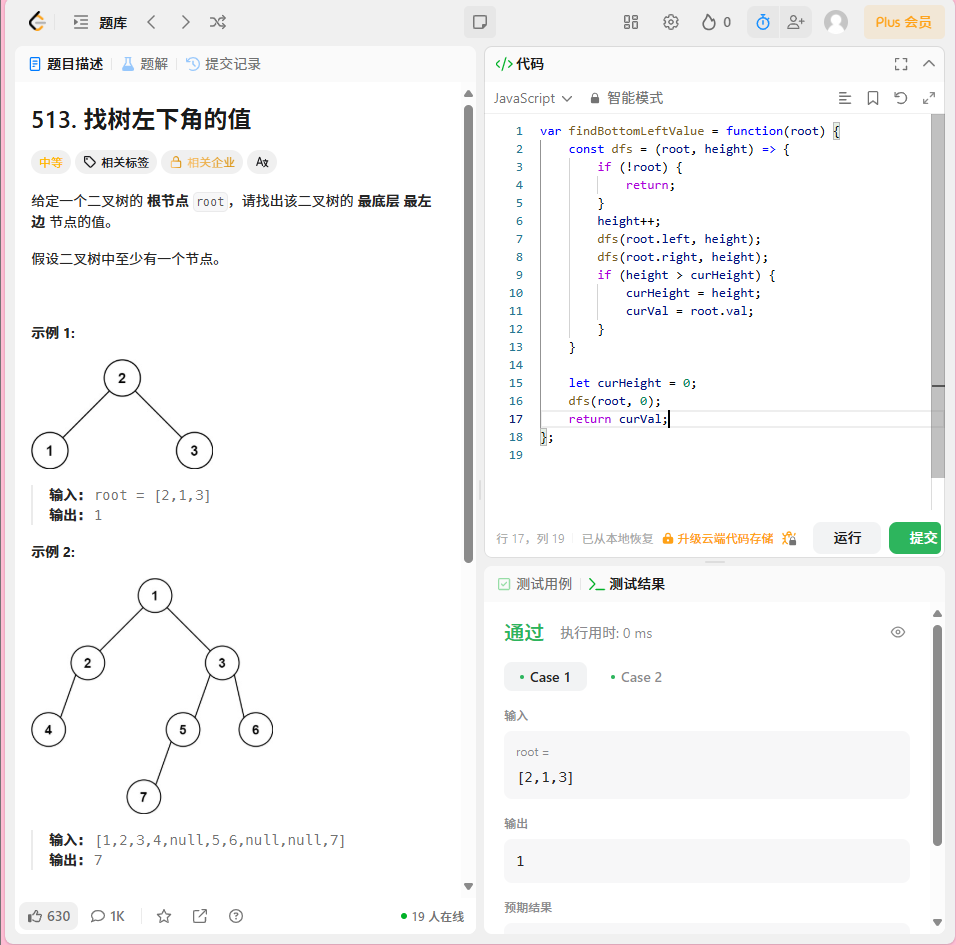 题库
0
Plus 会员
题目描述
题解
提交记录
513. 找树左下角的值
中等
相关标签
相关企业
给定一个二叉树的 根节点 root，请找出该二叉树的 最底层 最左
边 节点的值。
假设二叉树中至少有一个节点。
示例 1:
2
1
3
输入: root = [2,1,3]
输出: 1
示例 2:
1
2
3
4
5
6
7
输入: [1,2,3,4,null,5,6,null,null,7]
输出: 7
630
1K
19 人在线
</> 代码
JavaScript
智能模式
1 var findBottomLeftValue = function(root) {
2     const dfs = (root, height) => {
3         if (!root) {
4             return;
5         }
6         height++;
7         dfs(root.left, height);
8         dfs(root.right, height);
9         if (height > curHeight) {
10             curHeight = height;
11             curVal = root.val;
12         }
13     }
14
15     let curHeight = 0;
16     dfs(root, 0);
17     return curVal;
18 };
19
行 17，列 19
已从本地恢复
升级云端代码存储
运行
提交
测试用例
测试结果
通过
执行用时: 0 ms
Case 1
Case 2
输入
root =
[2,1,3]
输出
1
预期结果